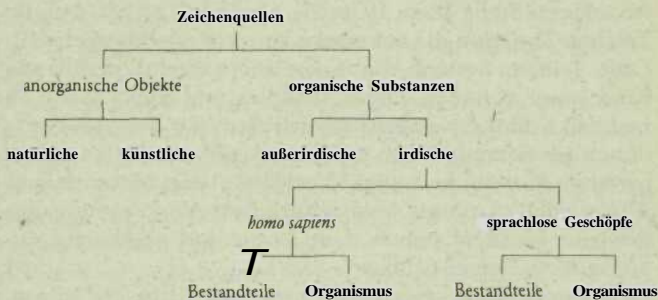 Zeichenquellen
anorganische Objekte organische Substanzen
natürliche künstliche außerirdische irdische
homo sapiens sprachlose Geschöpfe
T
Bestandteile Organismus Bestandteile Organismus